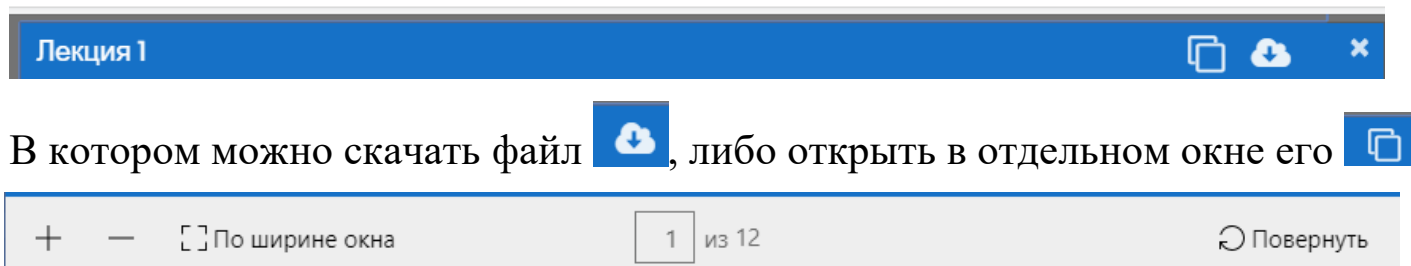 Лекция 1
В котором можно скачать файл , либо открыть в отдельном окне его
По ширине окна 1 из 12 Повернуть